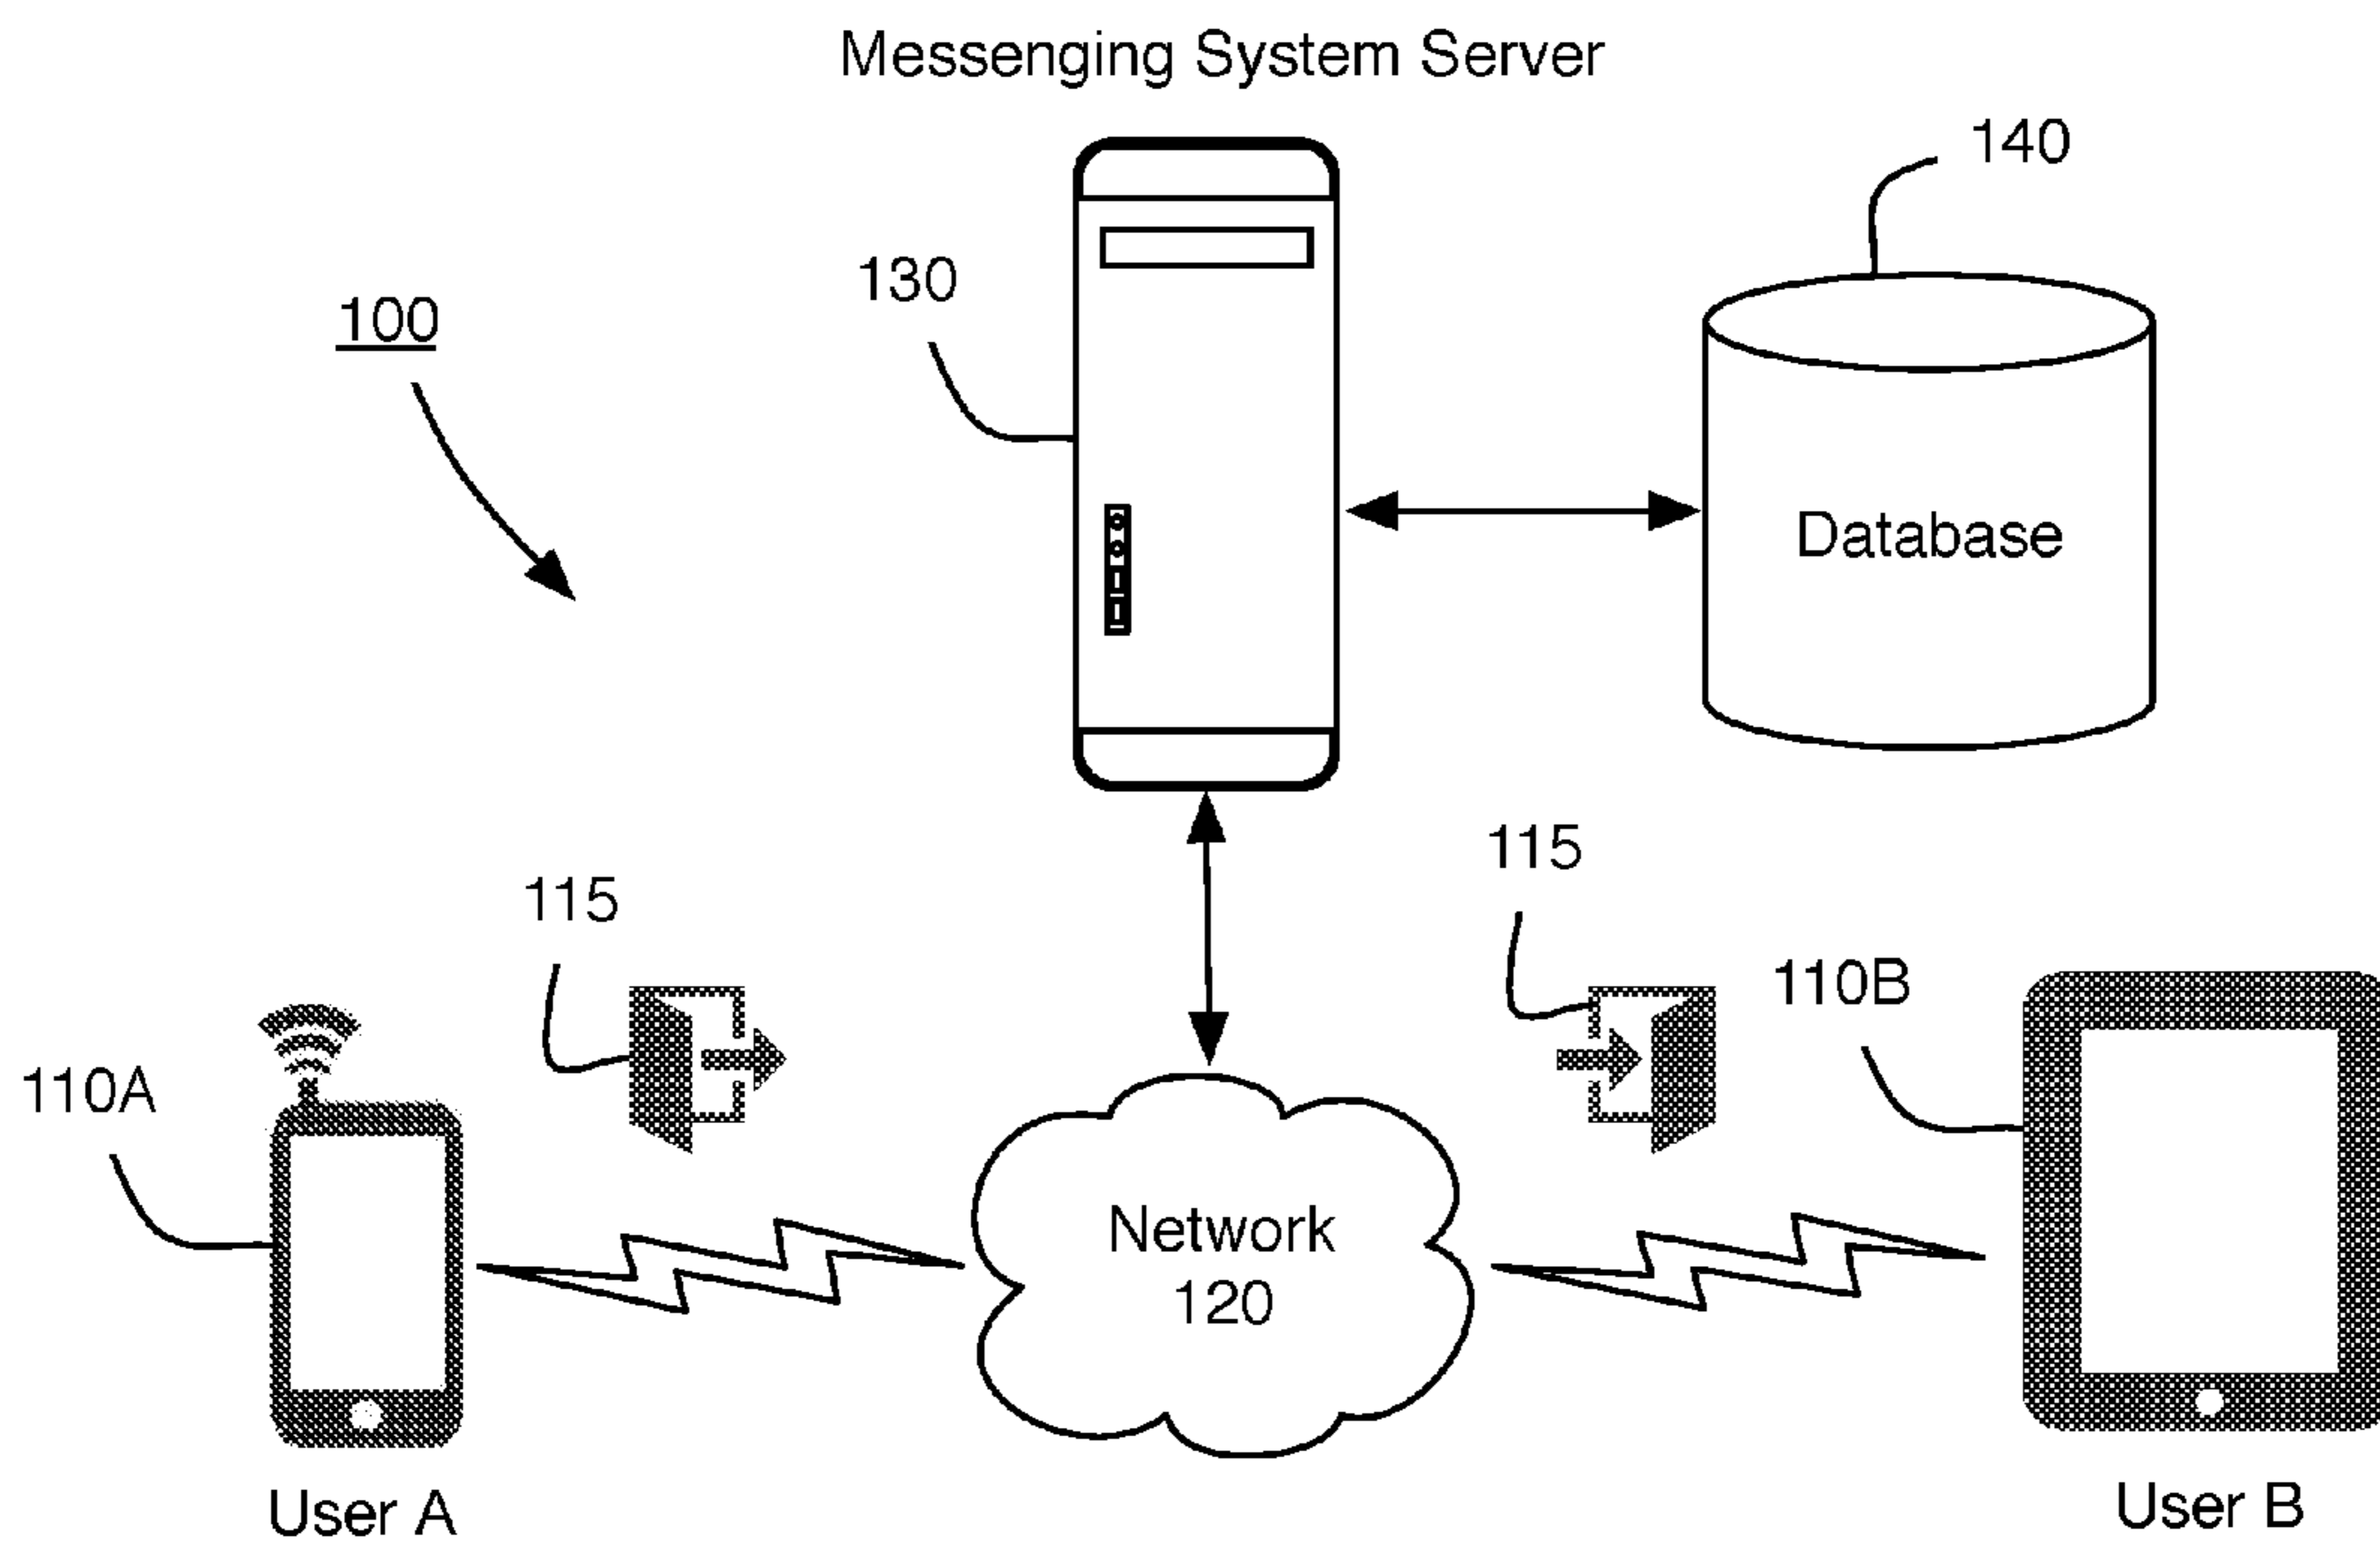 Messenging System Server
140
130
100
Database
115
115
110B
110A
Network
120
User A
User B